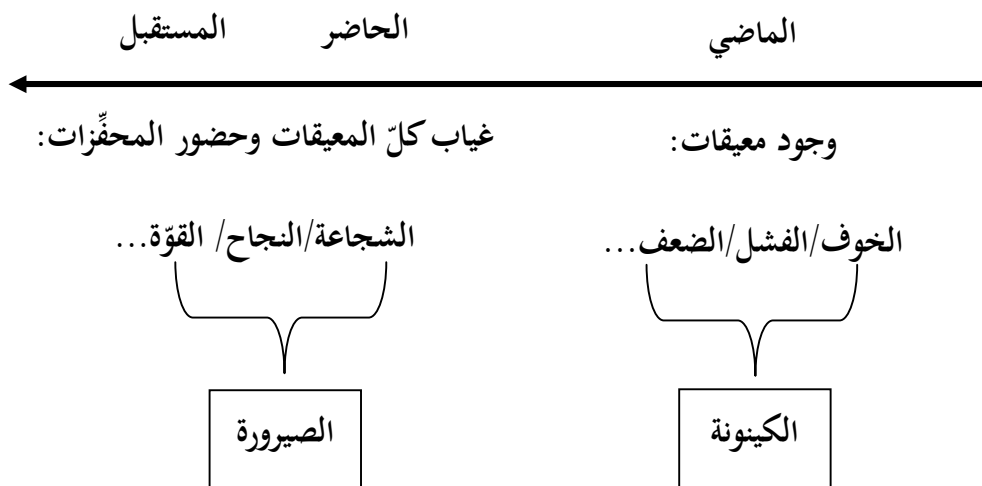 الماضي الحاضر المستقبل
وجود معيقات: غياب كلّ المعيقات وحضور المحفِّزات:
الخوف/الفشل/الضعف... الشجاعة/النجاح/ القوّة...
الكينونة الصيرورة